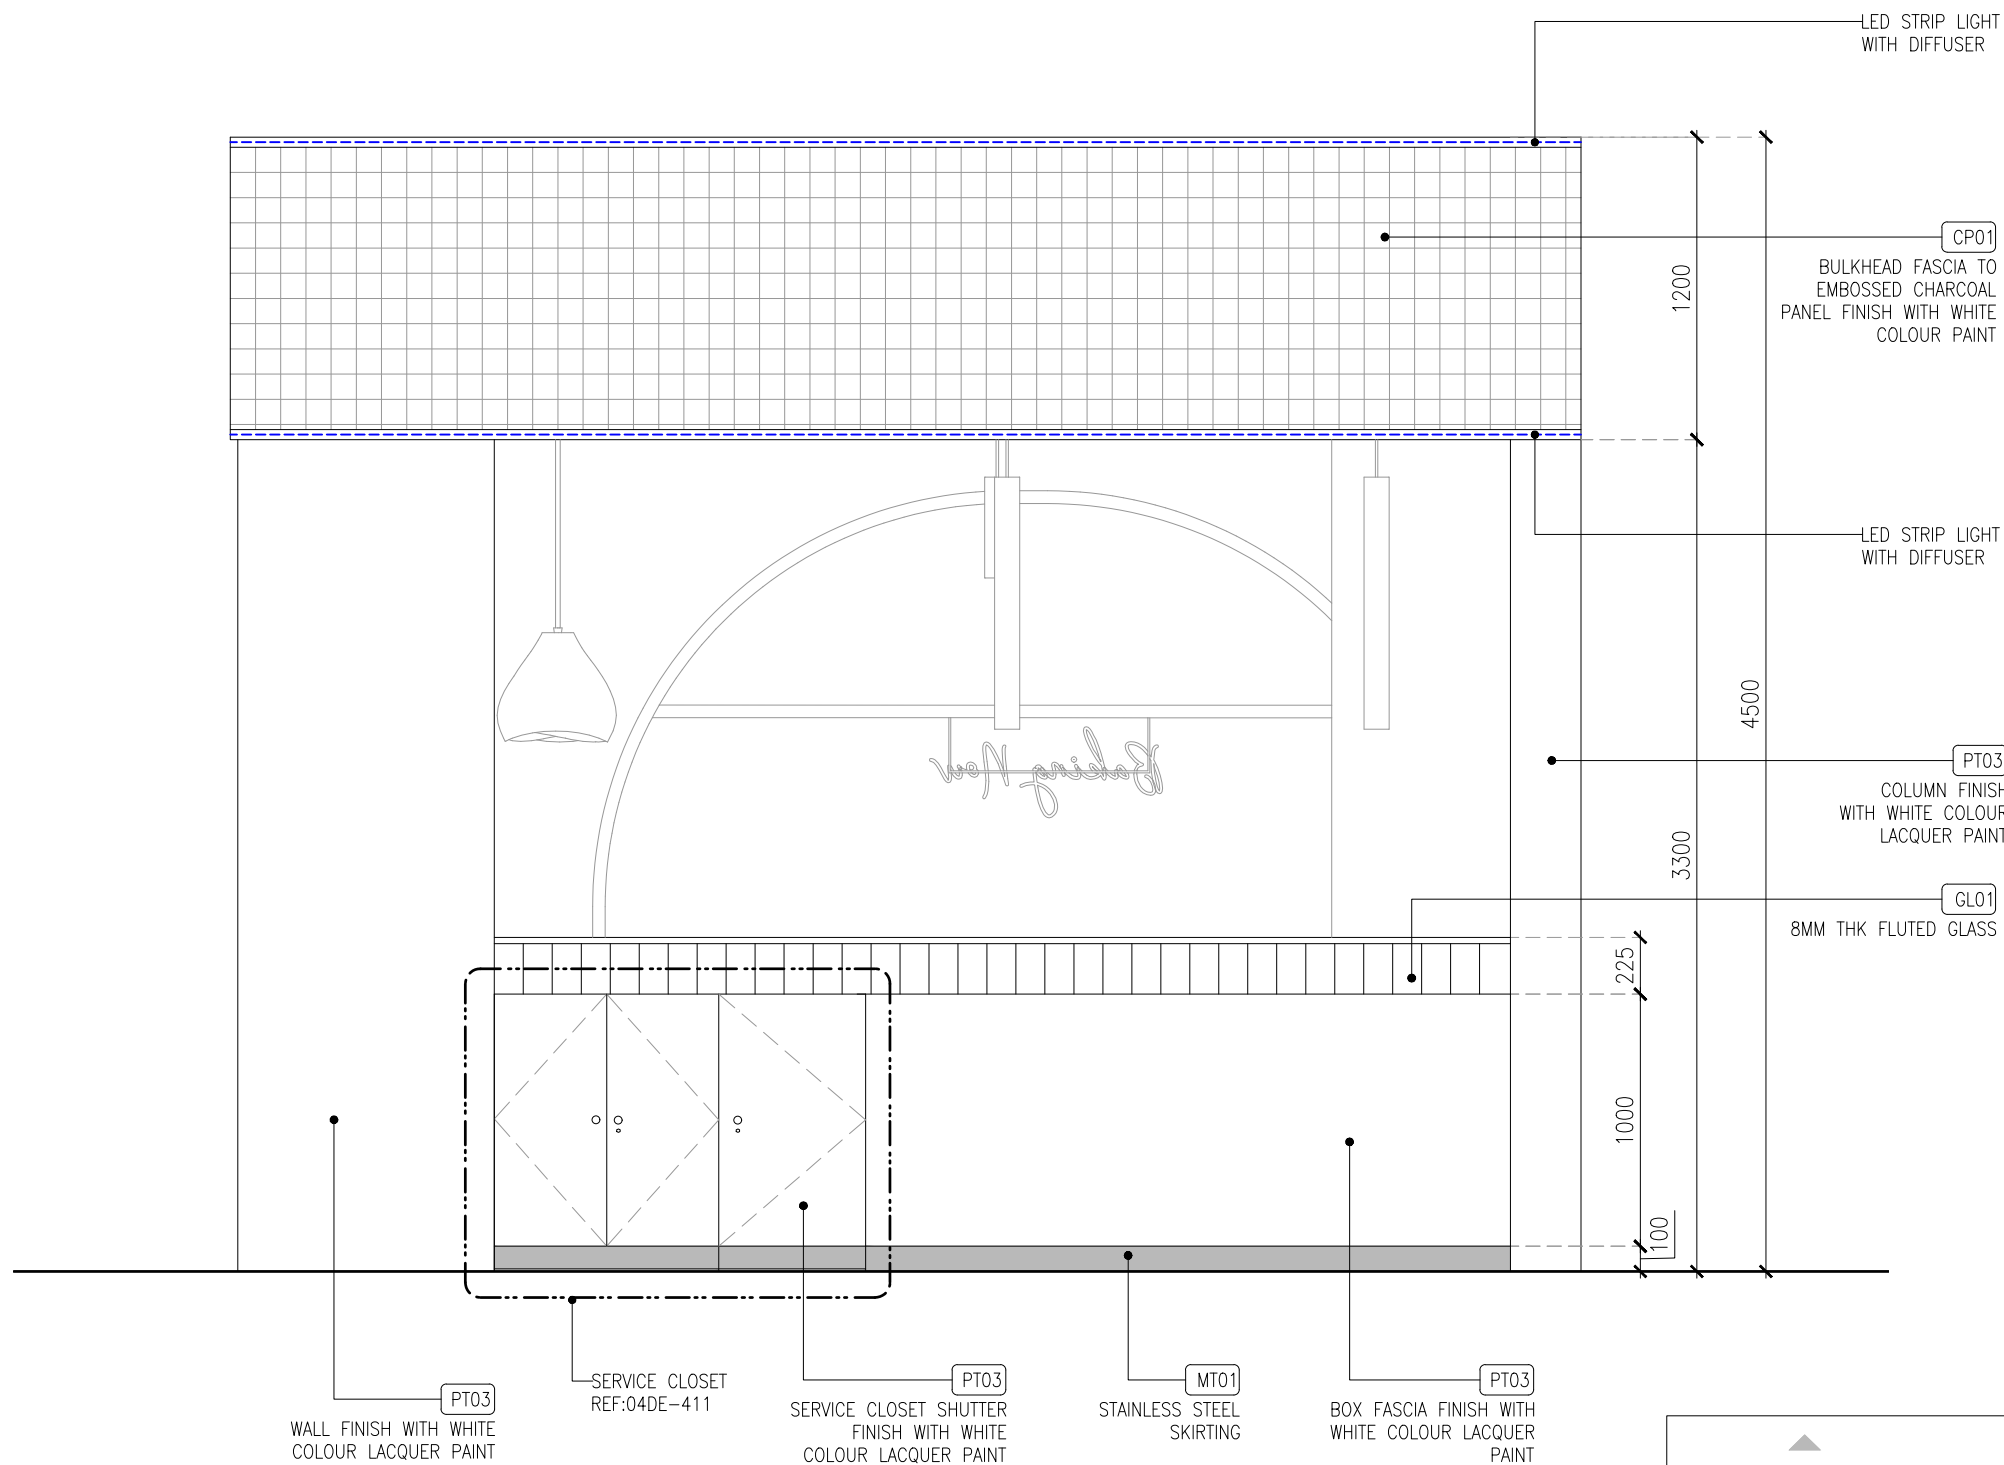 LED STRIP LIGHT
WITH DIFFUSER
CP01
BULKHEAD FASCIA TO
EMBOSSED CHARCOAL
PANEL FINISH WITH WHITE
COLOUR PAINT
1200
LED STRIP LIGHT
WITH DIFFUSER
4500
Baking Now
PT03
COLUMN FINISH
WITH WHITE COLOUR
LACQUER PAINT
3300
GL01
8MM THK FLUTED GLASS
225
1000
100
PT03
WALL FINISH WITH WHITE
COLOUR LACQUER PAINT
SERVICE CLOSET
REF:04DE-411
PT03
SERVICE CLOSET SHUTTER
FINISH WITH WHITE
COLOUR LACQUER PAINT
MT01
STAINLESS STEEL
SKIRTING
PT03
BOX FASCIA FINISH WITH
WHITE COLOUR LACQUER
PAINT